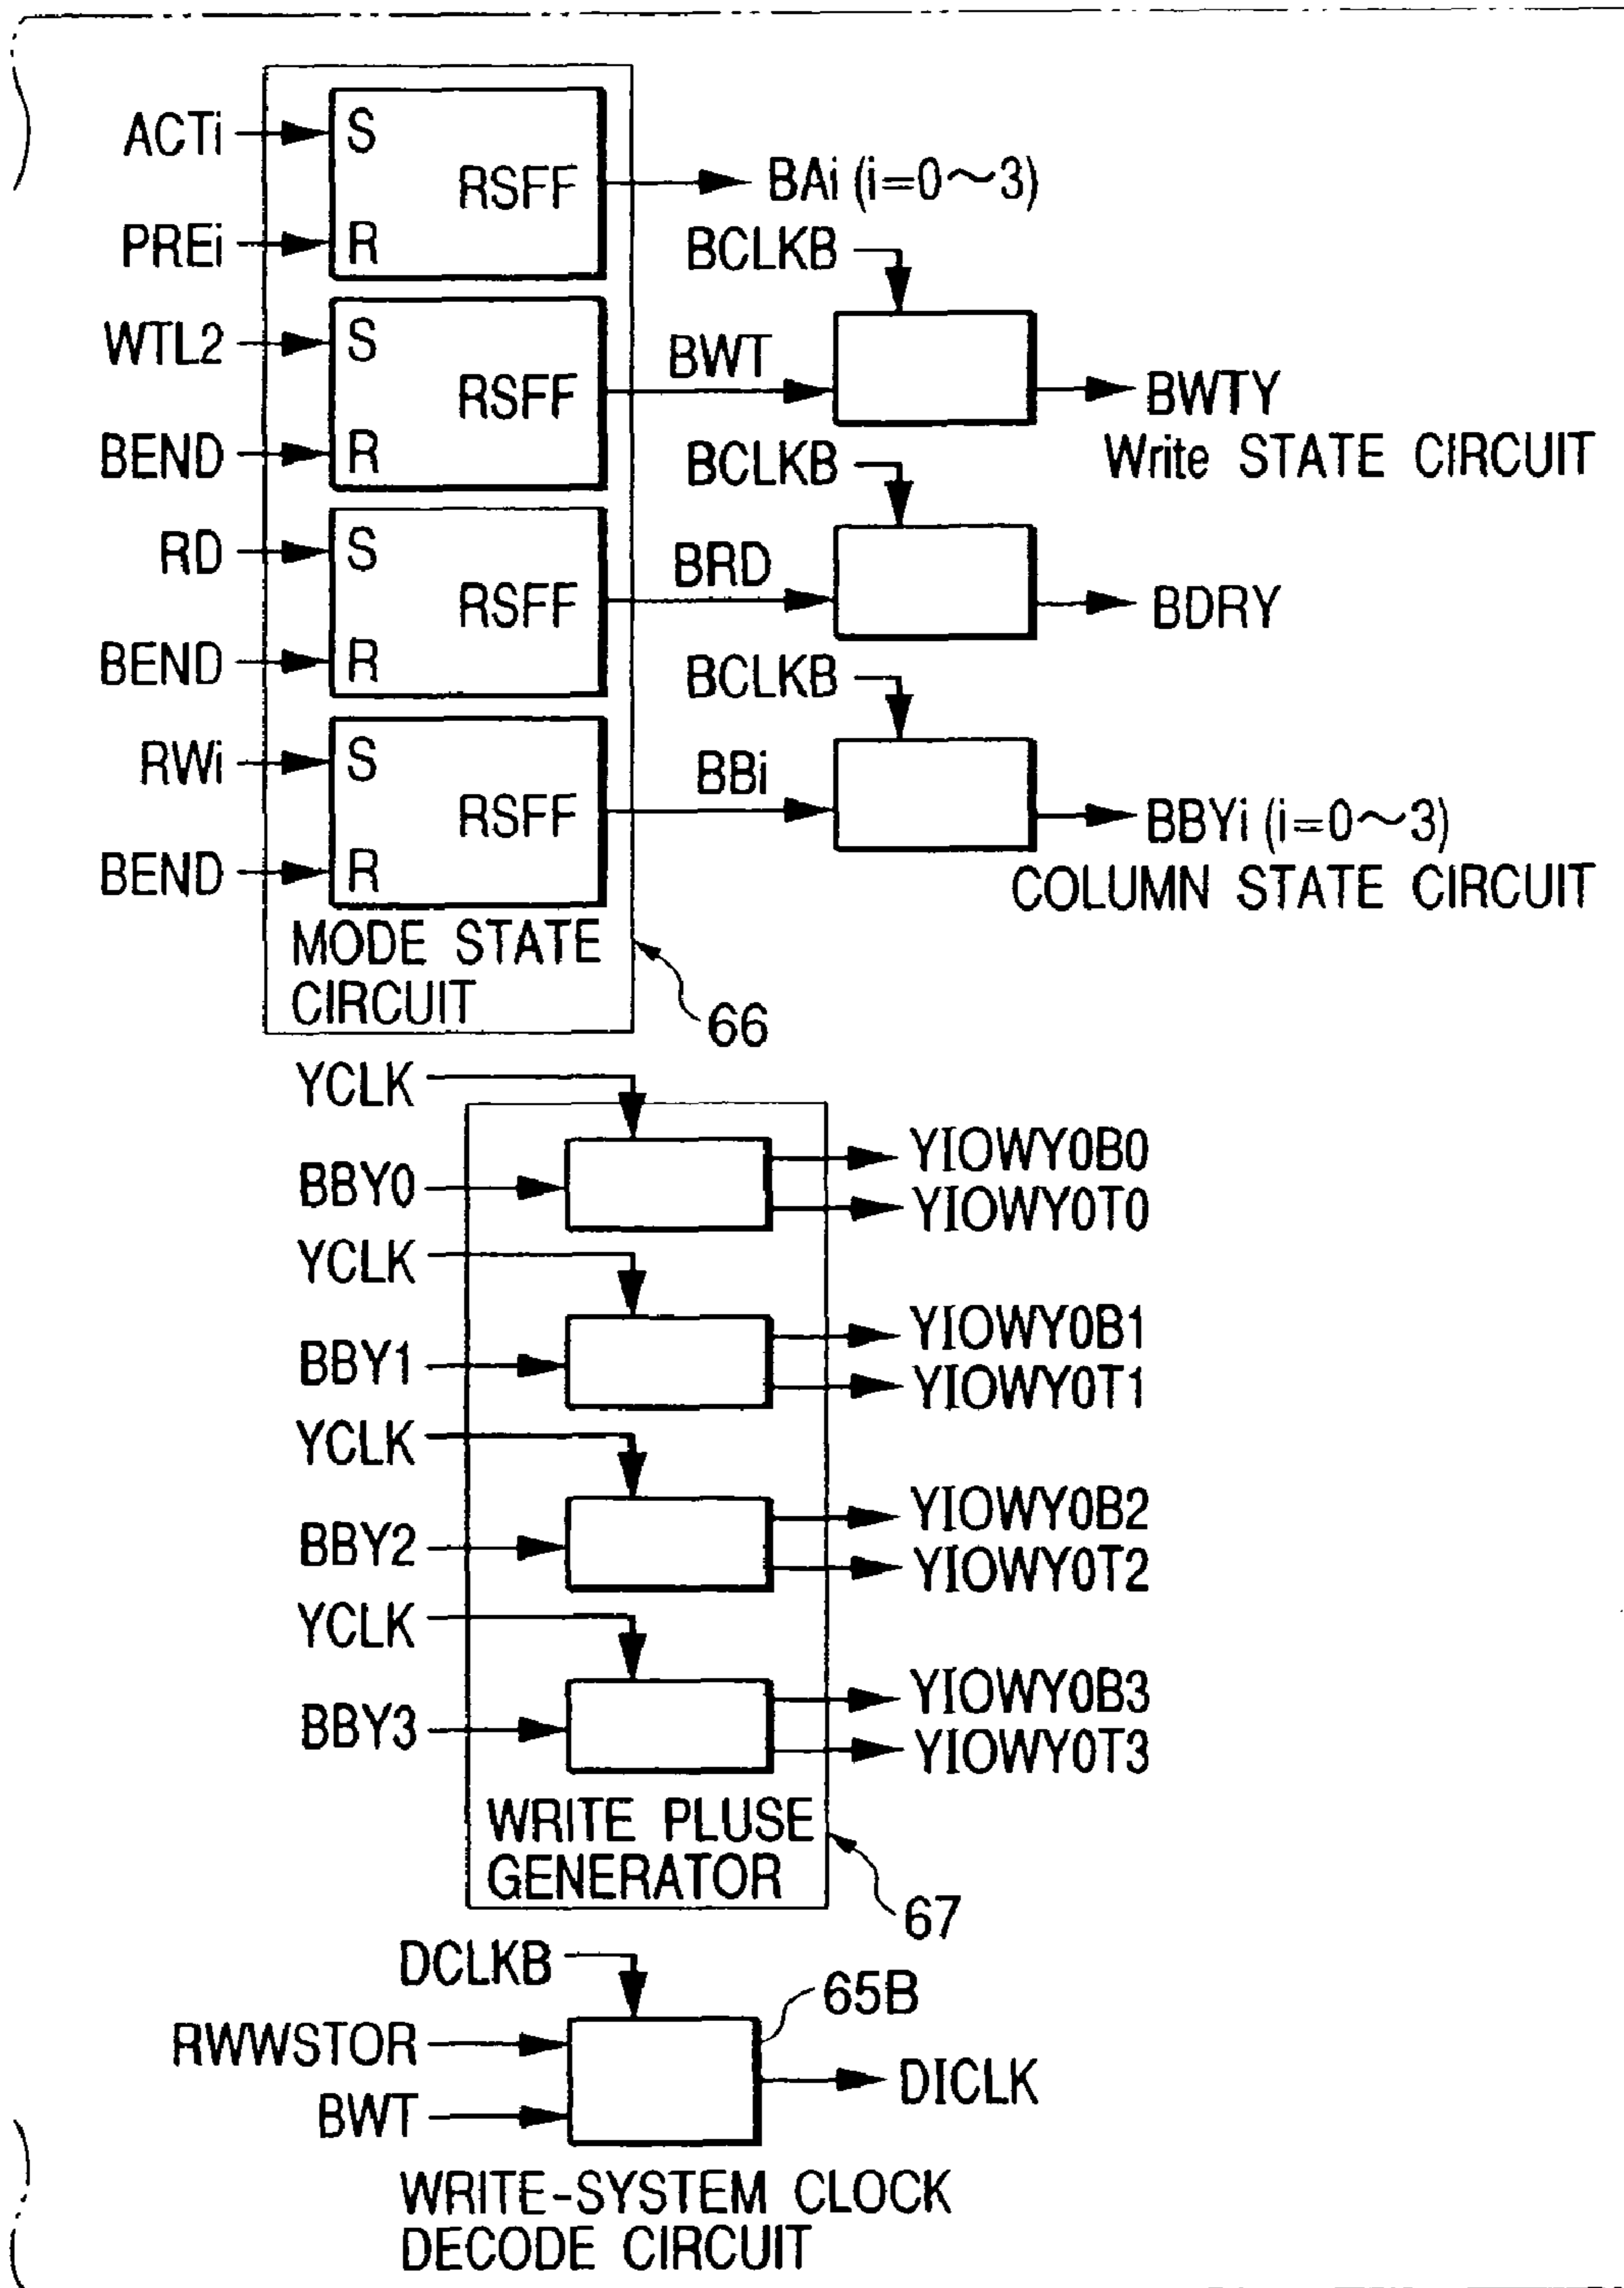 ACTi
S
RSFF
BAi (i=0～3)
PREi
R
BCLKB
WTL2
S
RSFF
BWT
BWTY
Write STATE CIRCUIT
BEND
R
BCLKB
RD
S
RSFF
BRD
BDRY
BEND
R
BCLKB
RWi
S
RSFF
BBi
BBYi (i=0～3)
COLUMN STATE CIRCUIT
BEND
R
MODE STATE
CIRCUIT
66
YCLK
BBY0
YIOWY0B0
YIOWY0T0
YCLK
BBY1
YIOWY0B1
YIOWY0T1
YCLK
BBY2
YIOWY0B2
YIOWY0T2
YCLK
BBY3
YIOWY0B3
YIOWY0T3
WRITE PLUSE
GENERATOR
67
DCLKB
65B
RWWSTOR
BWT
DICLK
WRITE-SYSTEM CLOCK
DECODE CIRCUIT